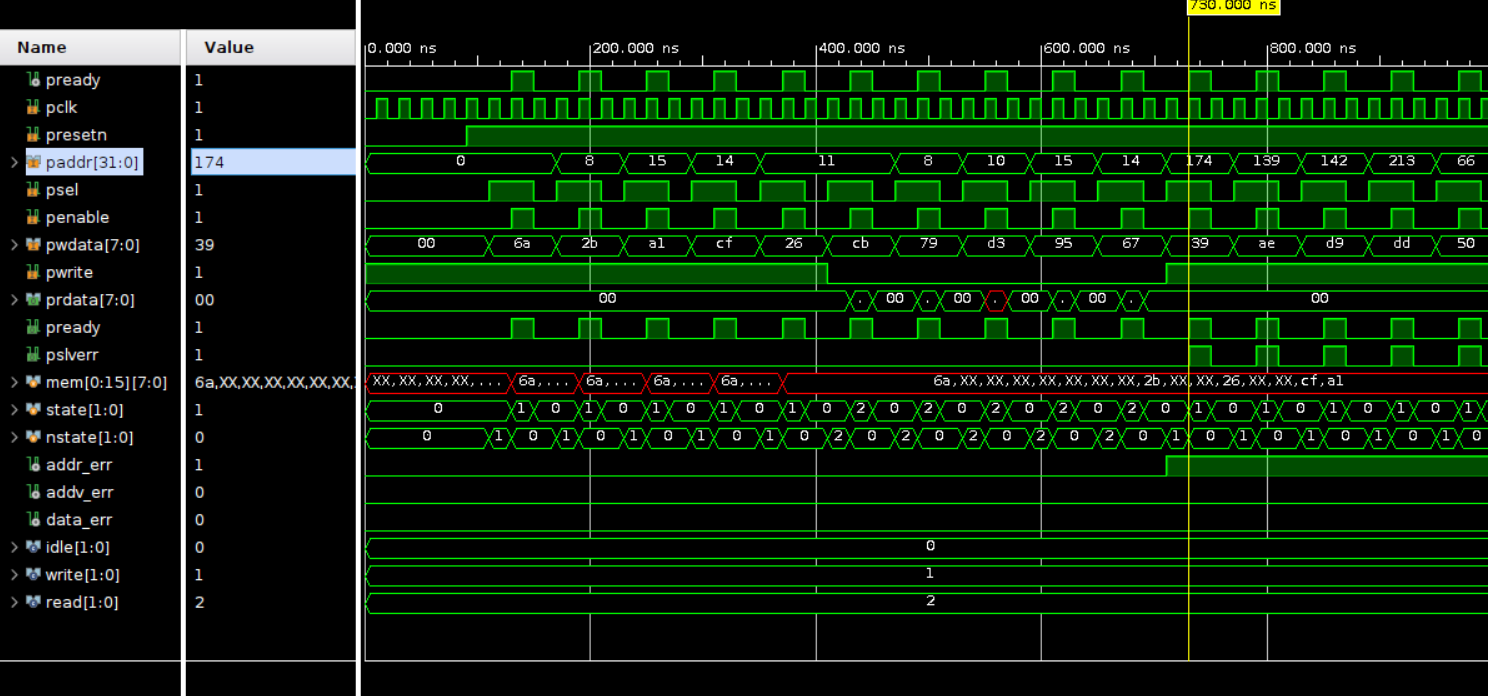 730.000 ns
Name Value 0.000 ns 200.000 ns 400.000 ns 600.000 ns 800.000 ns
pready 1
pclk 1
presetn 1
paddr[31:0] 174 0 8 15 14 11 8 10 15 14 174 139 142 213 66
psel 1
penable 1
pwdata[7:0] 39 00 6a 2b a1 cf 26 cb 79 d3 95 67 39 ae d9 dd 50
pwrite 1
prdata[7:0] 00 00 . 00 . 00 . 00 . 00 . 00
pready 1
pslverr 1
mem[0:15][7:0] 6a,XX,XX,XX,XX,XX,XX, XX,XX,XX,XX,... 6a,... 6a,... 6a,... 6a,... 6a,XX,XX,XX,XX,XX,XX,XX,2b,XX,XX,26,XX,XX,cf,a1
state[1:0] 1 0 1 0 1 0 1 0 1 0 1 0 2 0 2 0 2 0 2 0 2 0 1 0 1 0 1 0 1 0 1
nstate[1:0] 0 0 1 0 1 0 1 0 1 0 1 0 2 0 2 0 2 0 2 0 2 0 1 0 1 0 1 0 1 0 1 0
addr_err 1
addv_err 0
data_err 0
idle[1:0] 0 0
write[1:0] 1 1
read[1:0] 2 2